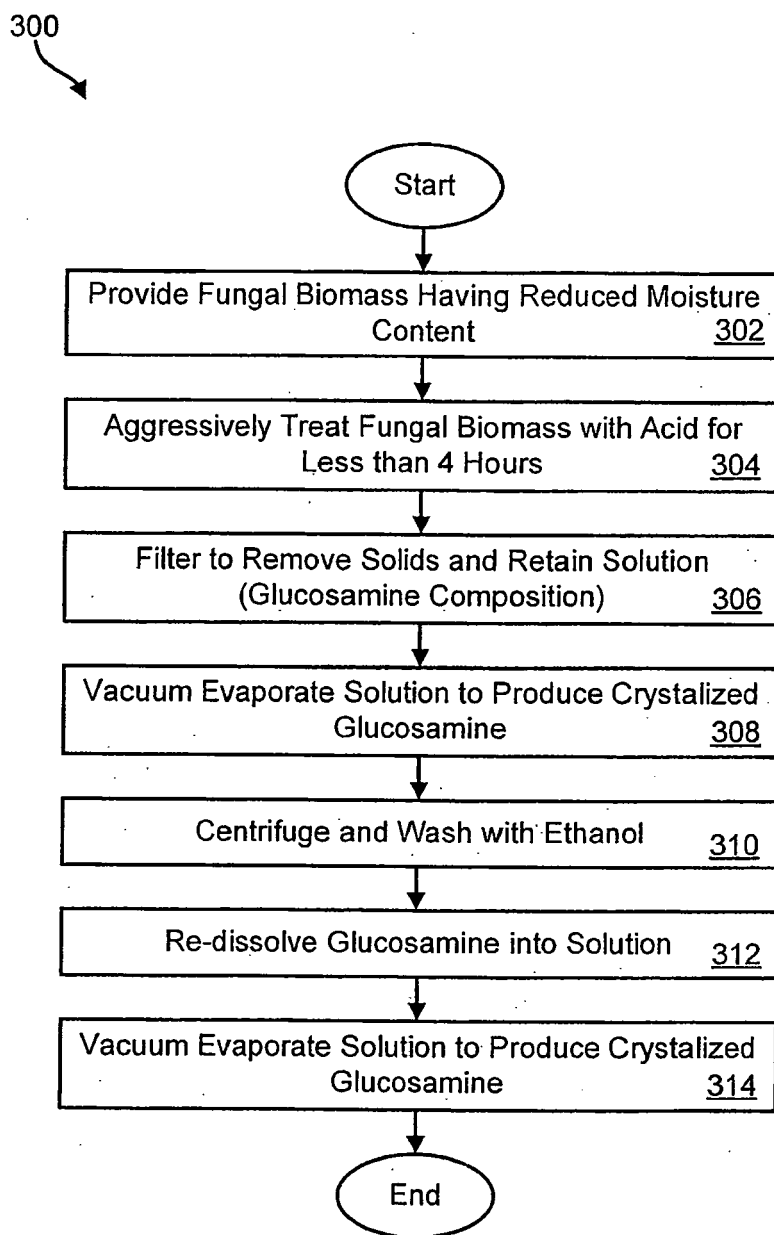 300
Start
Provide Fungal Biomass Having Reduced Moisture
Content 302
Aggressively Treat Fungal Biomass with Acid for
Less than 4 Hours 304
Filter to Remove Solids and Retain Solution
(Glucosamine Composition) 306
Vacuum Evaporate Solution to Produce Crystalized
Glucosamine 308
Centrifuge and Wash with Ethanol 310
Re-dissolve Glucosamine into Solution 312
Vacuum Evaporate Solution to Produce Crystalized
Glucosamine 314
End